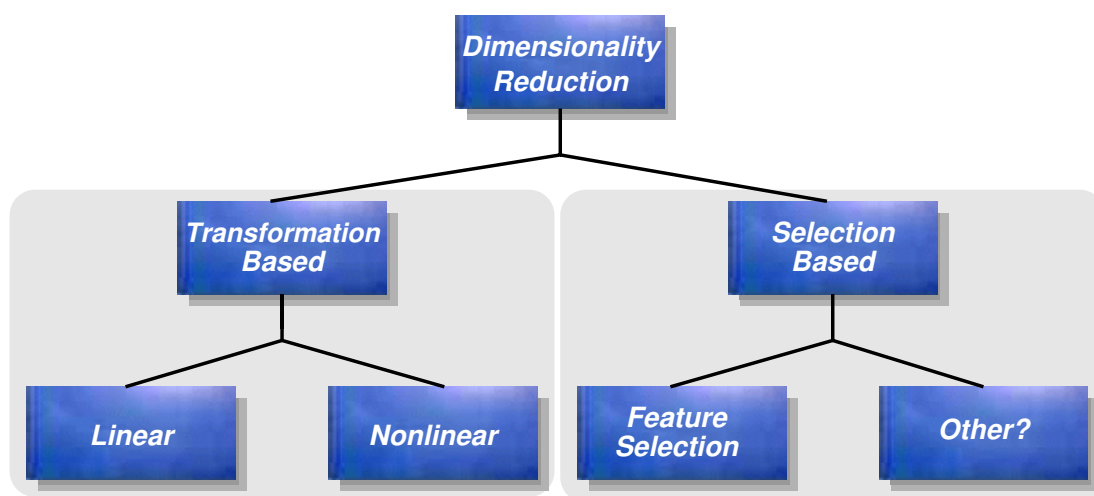 Dimensionality
Reduction
Transformation
Based
Selection
Based
Linear
Nonlinear
Feature
Selection
Other?